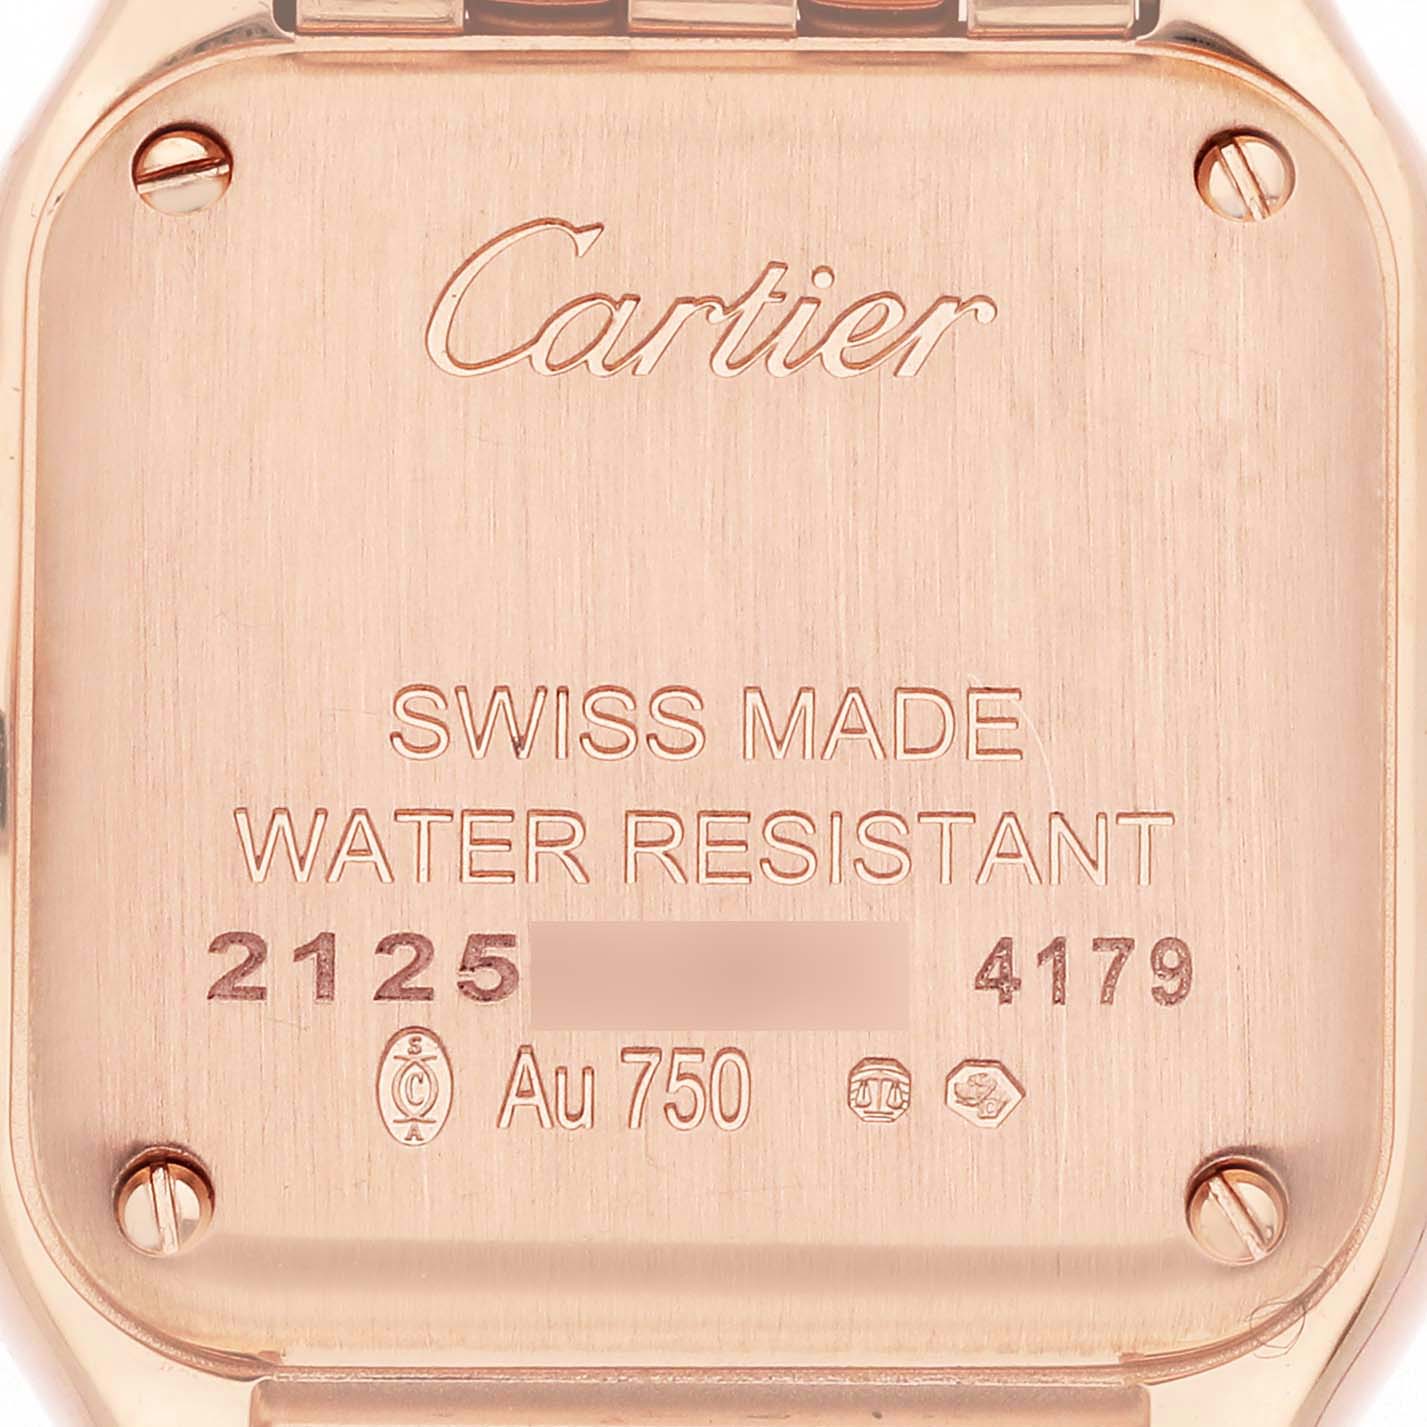 Cartier
SWISS MADE
WATER RESISTANT
2125 4179
S C A Au 750